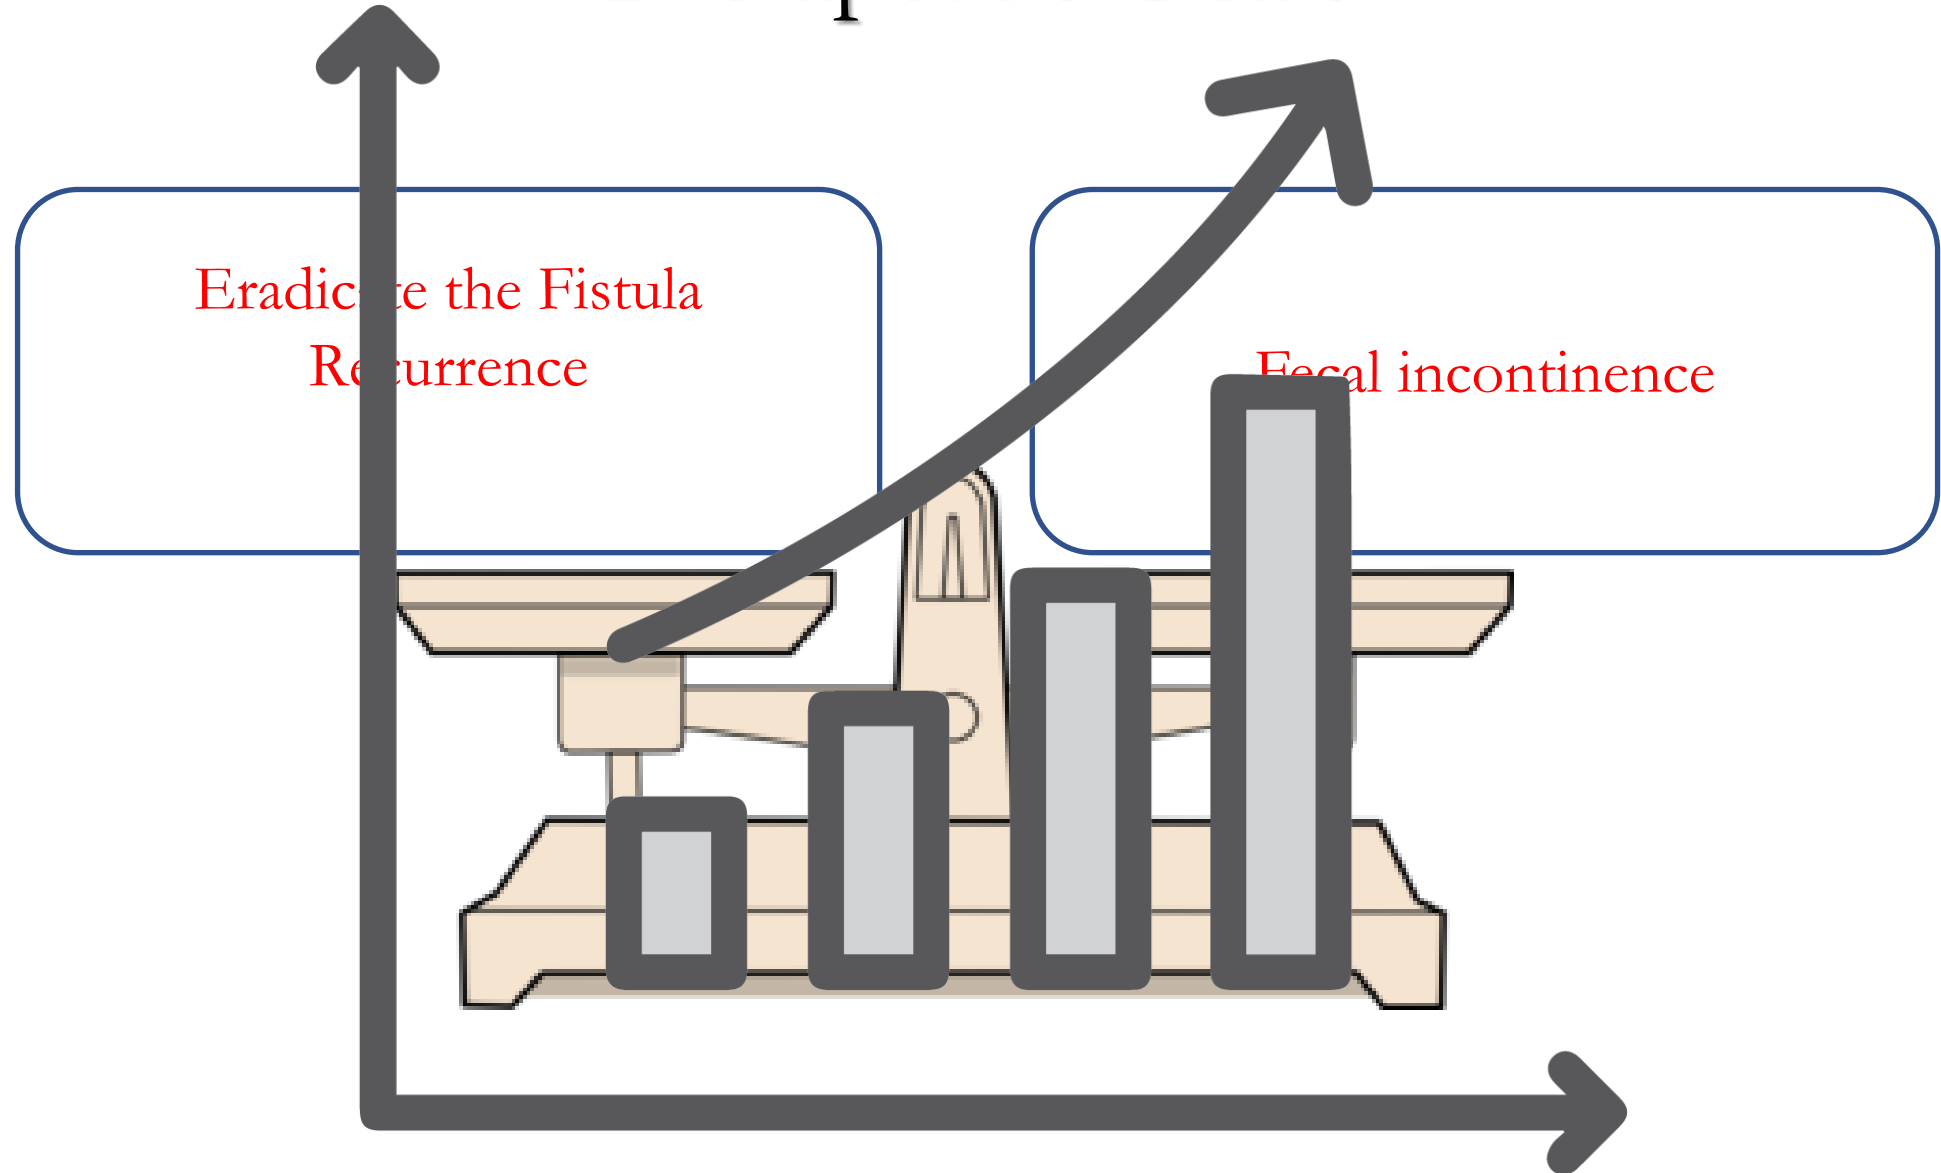 Eradicate the Fistula
Recurrence
Fecal incontinence